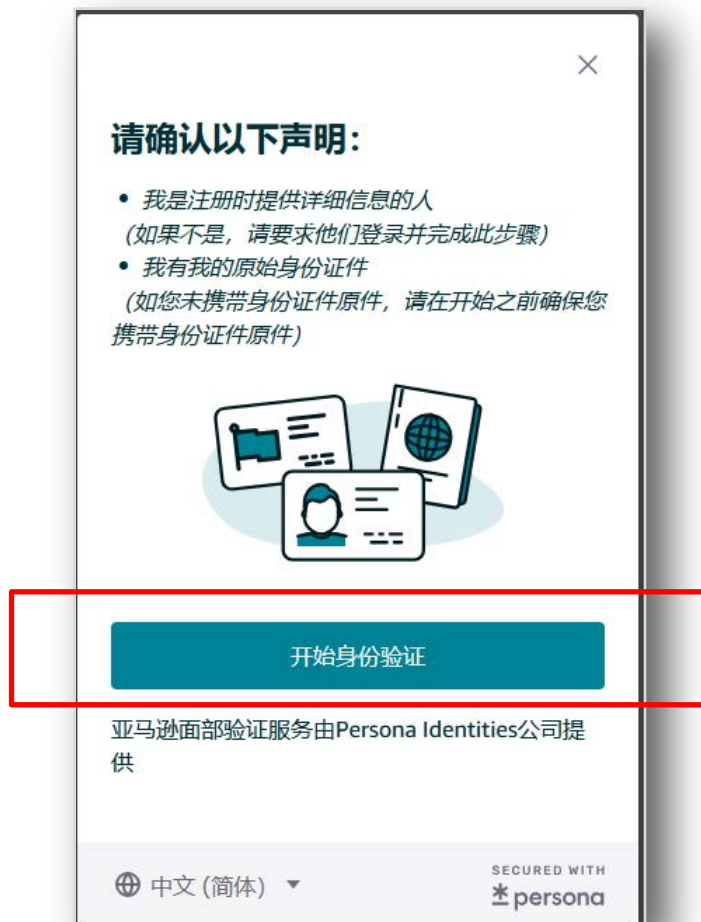 请确认以下声明：
• 我是注册时提供详细信息的人
（如果不是，请要求他们登录并完成此步骤）
• 我有我的原始身份证件
（如您未携带身份证件原件，请在开始之前确保您
携带身份证件原件）
开始身份验证
亚马逊面部验证服务由Persona Identities公司提
供
中文 (简体)
SECURED WITH
persona